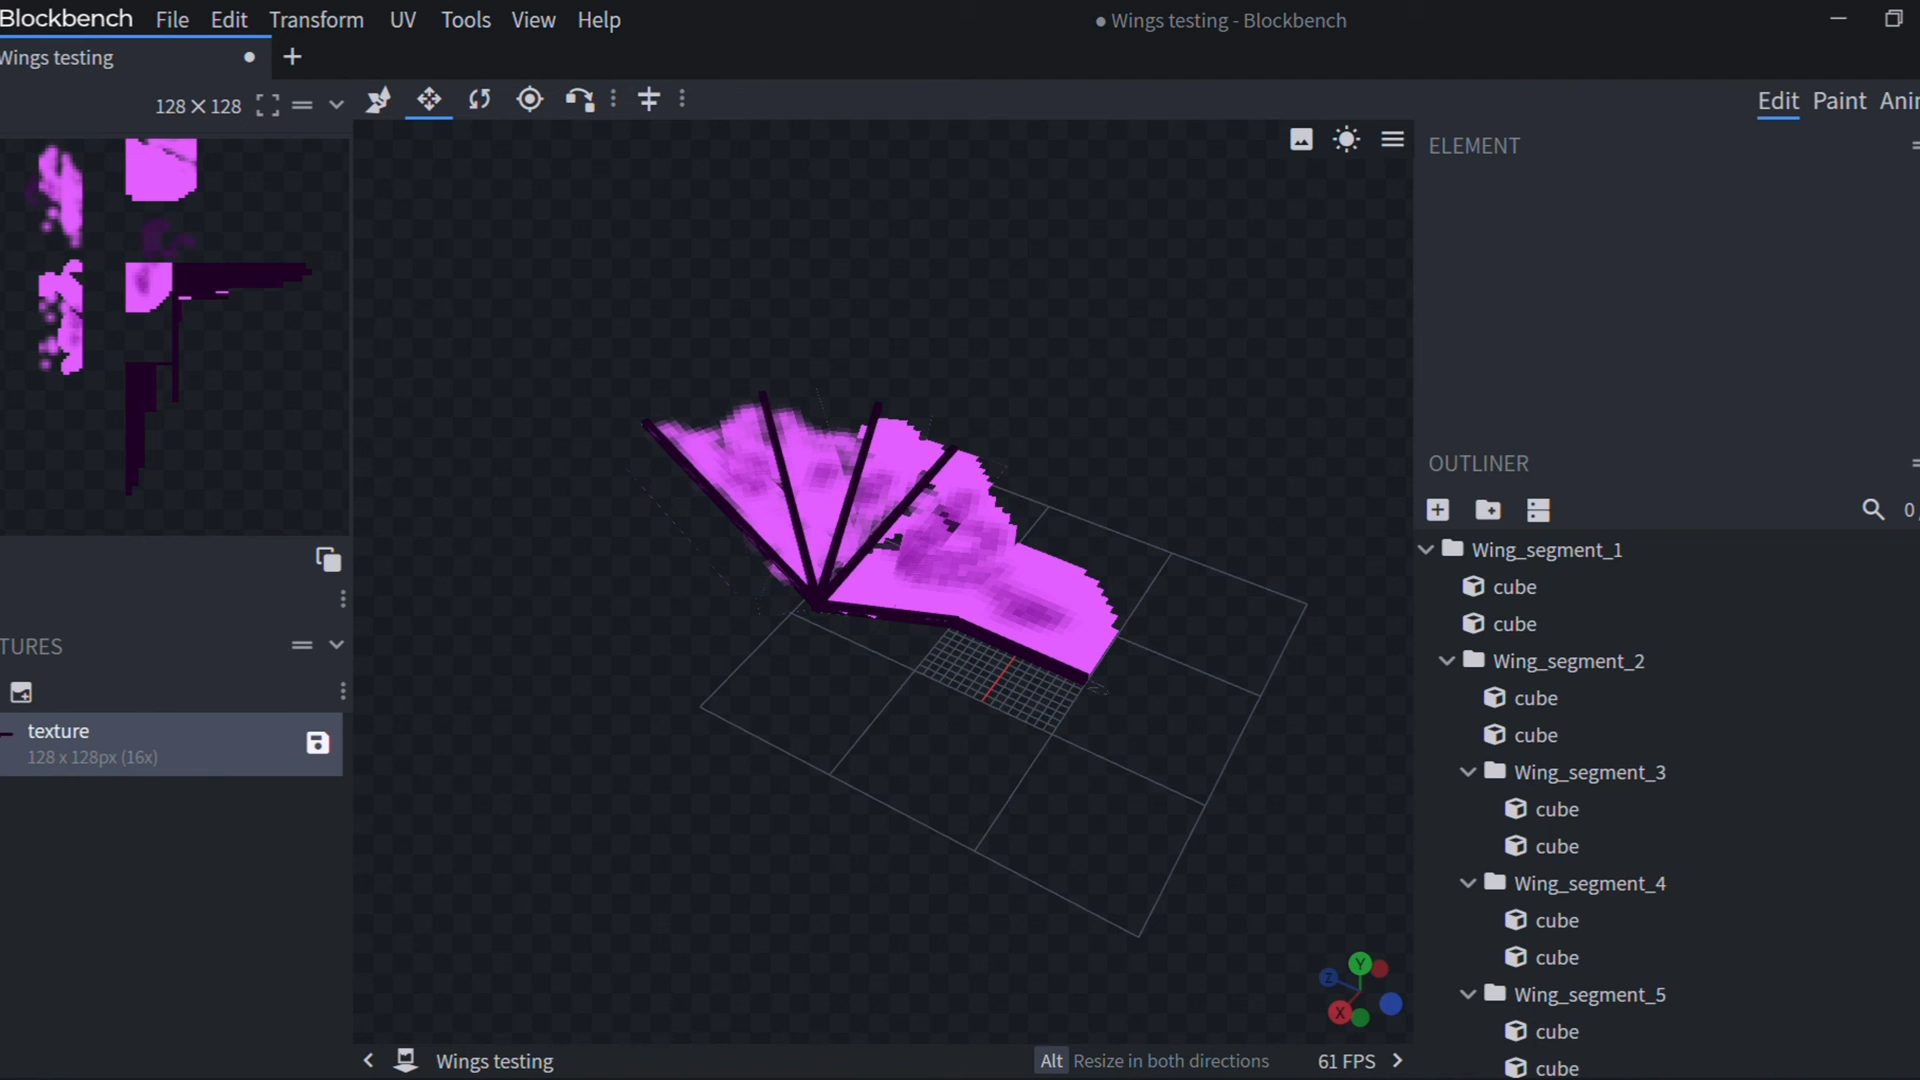 Blockbench File Edit Transform UV Tools View Help
● Wings testing - Blockbench
Wings testing
128 × 128
Edit Paint Anir
ELEMENT
OUTLINER
0
Wing_segment_1
cube
cube
Wing_segment_2
cube
cube
Wing_segment_3
cube
cube
Wing_segment_4
cube
cube
Wing_segment_5
cube
cube
TURES
texture
128 x 128px (16x)
Y
Z
X
Wings testing
Alt Resize in both directions
61 FPS